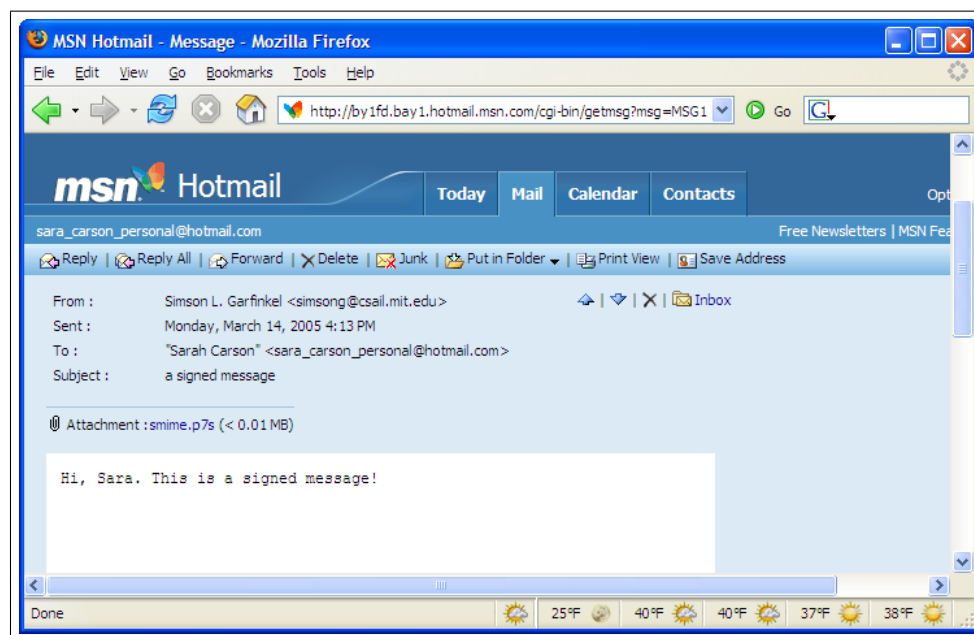 MSN Hotmail - Message - Mozilla Firefox
File Edit View Go Bookmarks Tools Help
http://by1fd.bay1.hotmail.msn.com/cgi-bin/getmsg?msg=MSG1 Go G
msn Hotmail Today Mail Calendar Contacts Opt
sara_carson_personal@hotmail.com Free Newsletters | MSN Fea
Reply | Reply All | Forward | Delete | Junk | Put in Folder | Print View | Save Address
From : Simson L. Garfinkel <simsong@csail.mit.edu> | | | Inbox
Sent : Monday, March 14, 2005 4:13 PM
To : "Sarah Carson" <sara_carson_personal@hotmail.com>
Subject : a signed message
Attachment : smime.p7s (< 0.01 MB)
Hi, Sara. This is a signed message!
Done 25°F 40°F 40°F 37°F 38°F